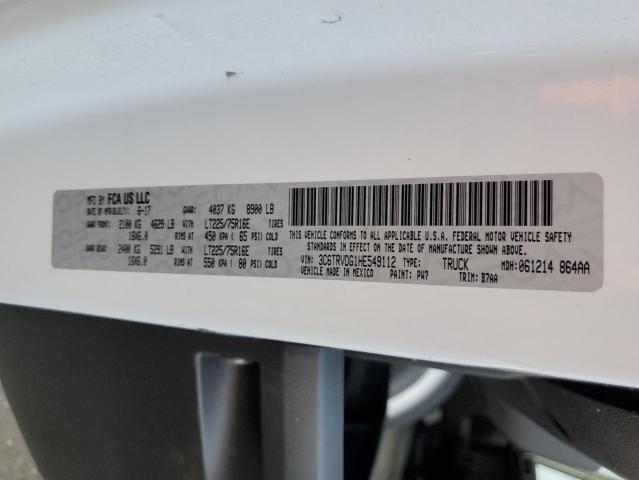 MFD BY FCA US LLC
DATE OF MFR(BUILT): 6-17 GVWR: 4037 KG 8900 LB
GAWR FRONT: 2100 KG 4629 LB WITH LT225/75R16E TIRES
16X6.0 RIMS AT 450 KPA ( 65 PSI) COLD
GAWR REAR: 2400 KG 5291 LB WITH LT225/75R16E TIRES
16X6.0 RIMS AT 550 KPA ( 80 PSI) COLD
THIS VEHICLE CONFORMS TO ALL APPLICABLE U.S.A. FEDERAL MOTOR VEHICLE SAFETY
STANDARDS IN EFFECT ON THE DATE OF MANUFACTURE SHOWN ABOVE.
VIN: 3C6TRVDG1HE549112 TYPE: TRUCK MDH: 061214 864AA
VEHICLE MADE IN MEXICO PAINT: PW7 TRIM: B7AA